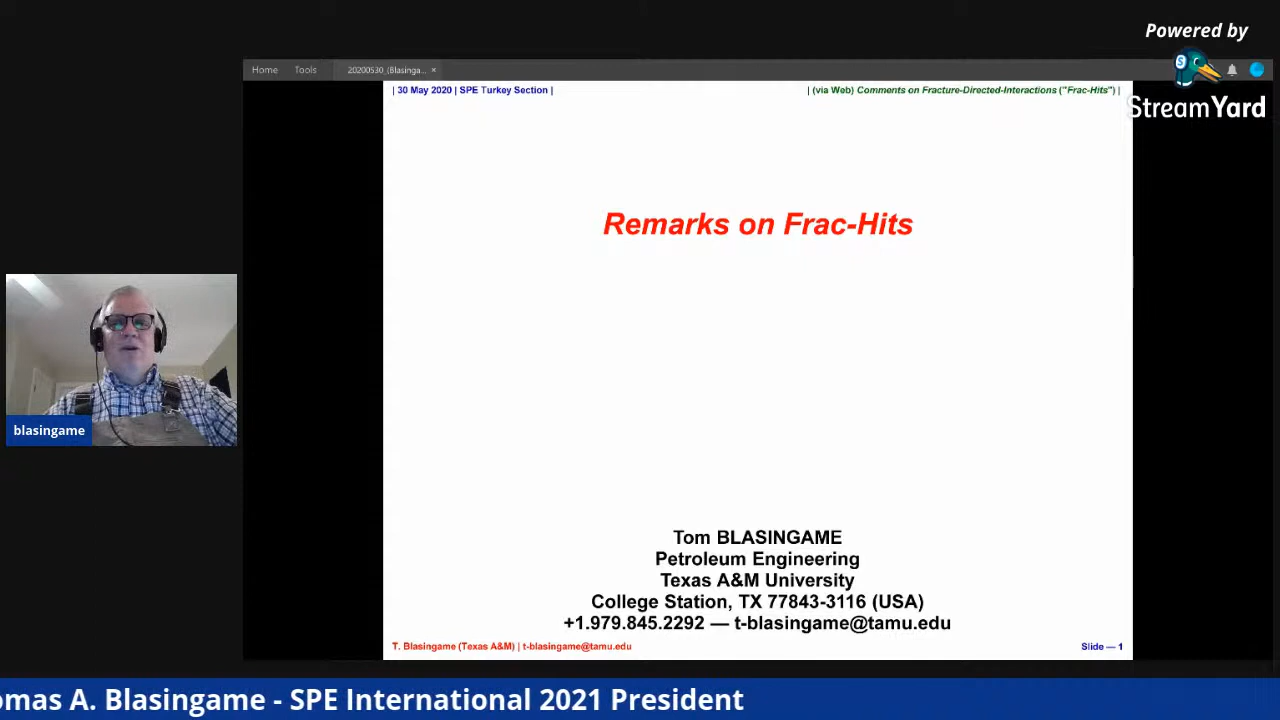 Powered by
StreamYard
Home Tools 20200530_(Blasinga... ×
| 30 May 2020 | SPE Turkey Section |
| (via Web) Comments on Fracture-Directed-Interactions ("Frac-Hits") |
Remarks on Frac-Hits
blasingame
Tom BLASINGAME
Petroleum Engineering
Texas A&M University
College Station, TX 77843-3116 (USA)
+1.979.845.2292 — t-blasingame@tamu.edu
T. Blasingame (Texas A&M) | t-blasingame@tamu.edu
Slide — 1
omas A. Blasingame - SPE International 2021 President